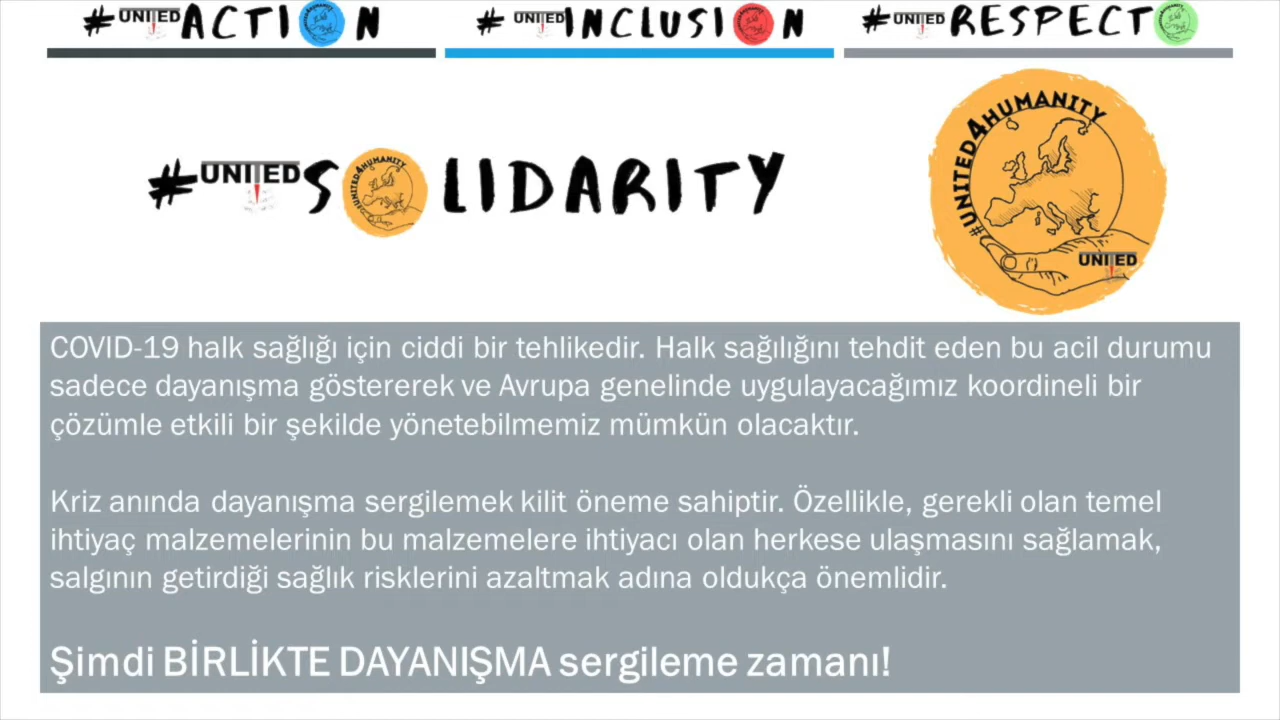 #UNITED ACTION
#UNITED INCLUSION
#UNITED RESPECT
#UNITED SOLIDARITY
#UNITED4HUMANITY
#UNITED4HUMANITY
UNITED
COVID-19 halk sağlığı için ciddi bir tehlikedir. Halk sağılığını tehdit eden bu acil durumu
sadece dayanışma göstererek ve Avrupa genelinde uygulayacağımız koordineli bir
çözümle etkili bir şekilde yönetebilmemiz mümkün olacaktır.
Kriz anında dayanışma sergilemek kilit öneme sahiptir. Özellikle, gerekli olan temel
ihtiyaç malzemelerinin bu malzemelere ihtiyacı olan herkese ulaşmasını sağlamak,
salgının getirdiği sağlık risklerini azaltmak adına oldukça önemlidir.
Şimdi BİRLİKTE DAYANIŞMA sergileme zamanı!